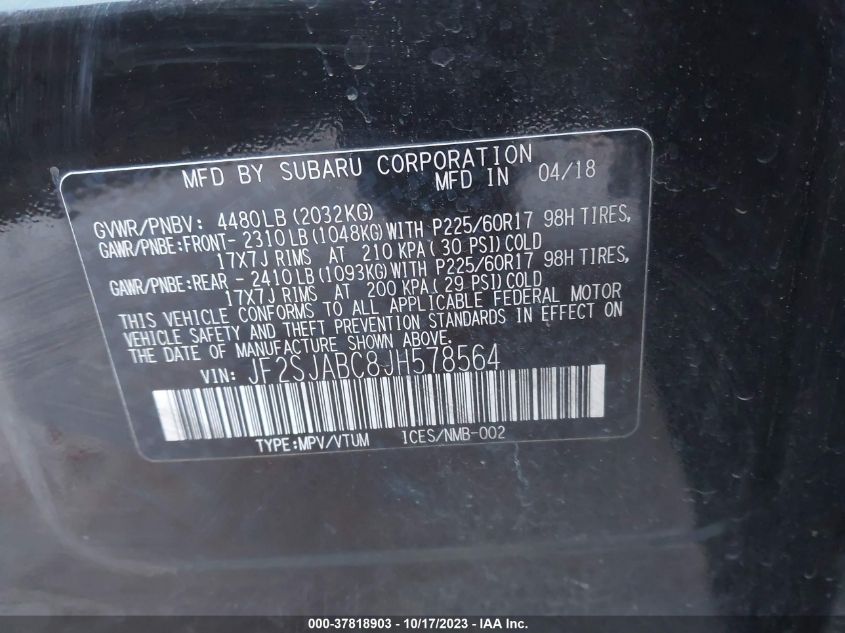 MFD BY SUBARU CORPORATION
MFD IN 04/18
GVWR/PNBV: 4480LB(2032KG)
GAWR/PNBE:FRONT- 2310LB(1048KG)WITH P225/60R17 98H TIRES,
17X7J RIMS AT 210 KPA(30 PSI)COLD
GAWR/PNBE:REAR - 2410LB(1093KG)WITH P225/60R17 98H TIRES,
17X7J RIMS AT 200 KPA(29 PSI)COLD
THIS VEHICLE CONFORMS TO ALL APPLICABLE FEDERAL MOTOR
VEHICLE SAFETY AND THEFT PREVENTION STANDARDS IN EFFECT ON
THE DATE OF MANUFACTURE SHOWN ABOVE.
VIN: JF2SJABC8JH578564
TYPE:MPV/VTUM ICES/NMB-002
000-37818903 - 10/17/2023 - IAA Inc.